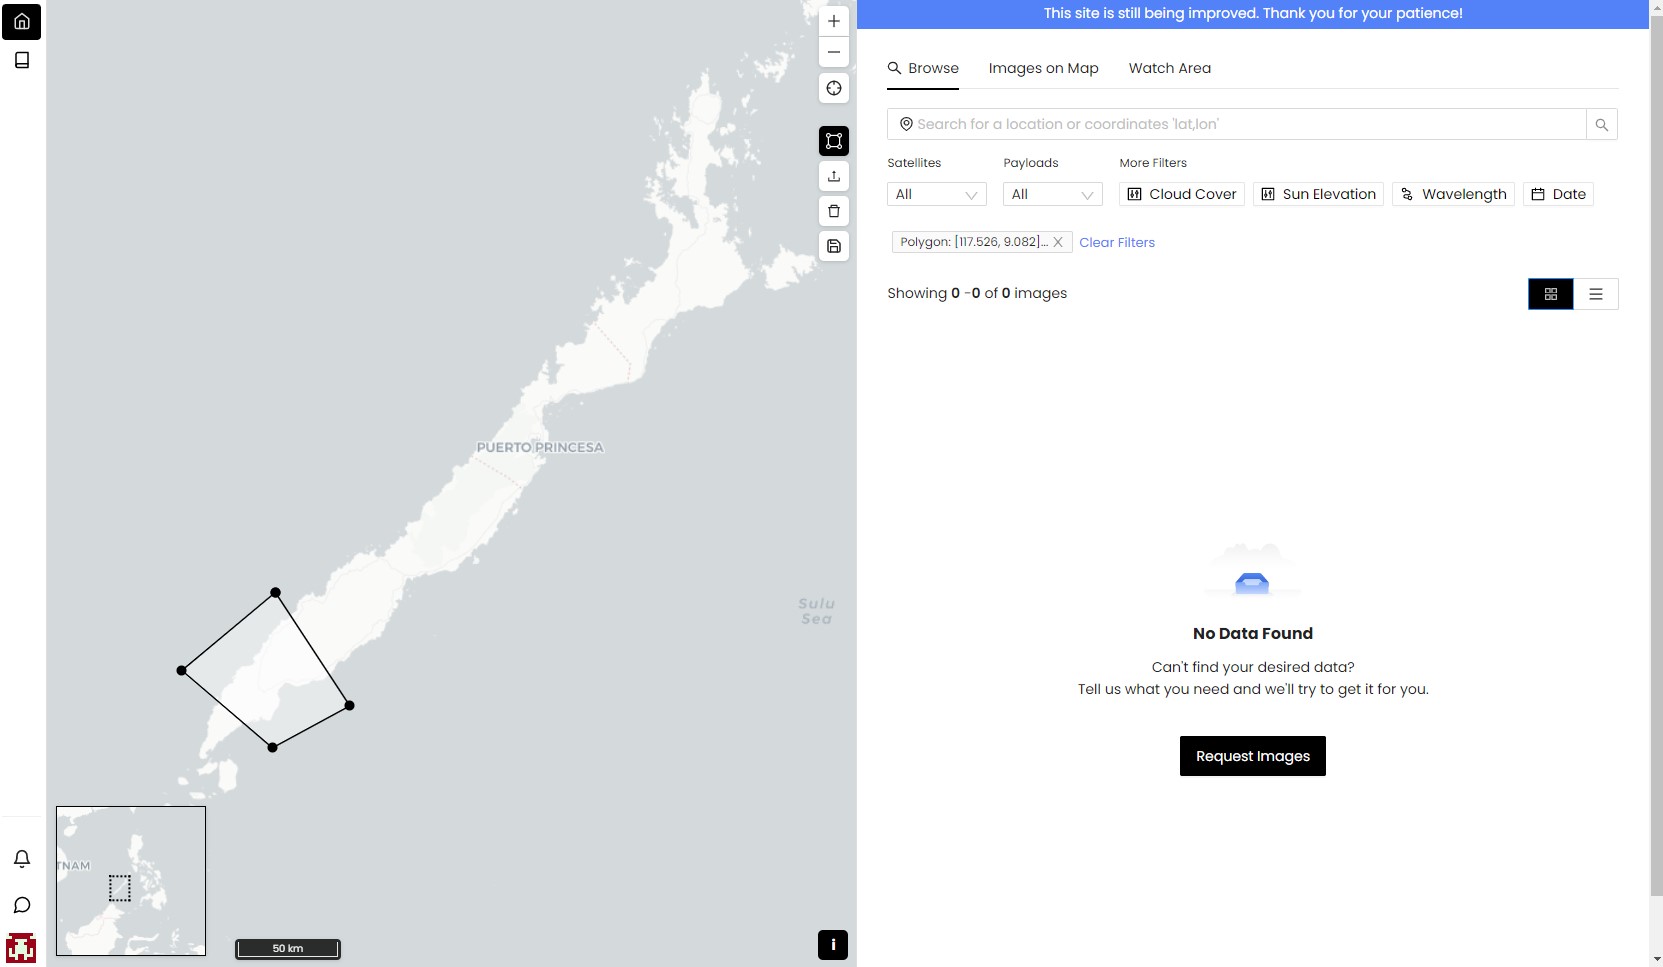 This site is still being improved. Thank you for your patience!
Browse
Images on Map
Watch Area
Search for a location or coordinates 'lat,lon'
Satellites
Payloads
More Filters
All
All
Cloud Cover
Sun Elevation
Wavelength
Date
Polygon: [117.526, 9.082]...
Clear Filters
Showing 0 -0 of 0 images
PUERTO PRINCESA
Sulu
Sea
No Data Found
Can't find your desired data?
Tell us what you need and we'll try to get it for you.
Request Images
TNAM
50 km
i